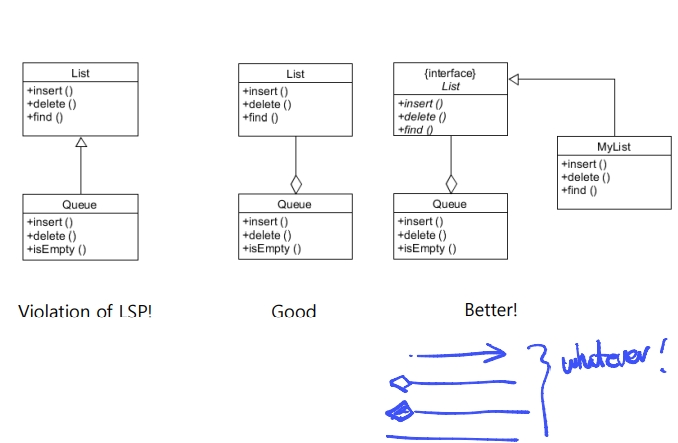 List
+insert ()
+delete ()
+find ()
Queue
+insert ()
+delete ()
+isEmpty ()
Violation of LSP!
List
+insert ()
+delete ()
+find ()
Queue
+insert ()
+delete ()
+isEmpty ()
Good
{interface}
List
+insert ()
+delete ()
+find ()
Queue
+insert ()
+delete ()
+isEmpty ()
MyList
+insert ()
+delete ()
+find ()
Better!
whatever!